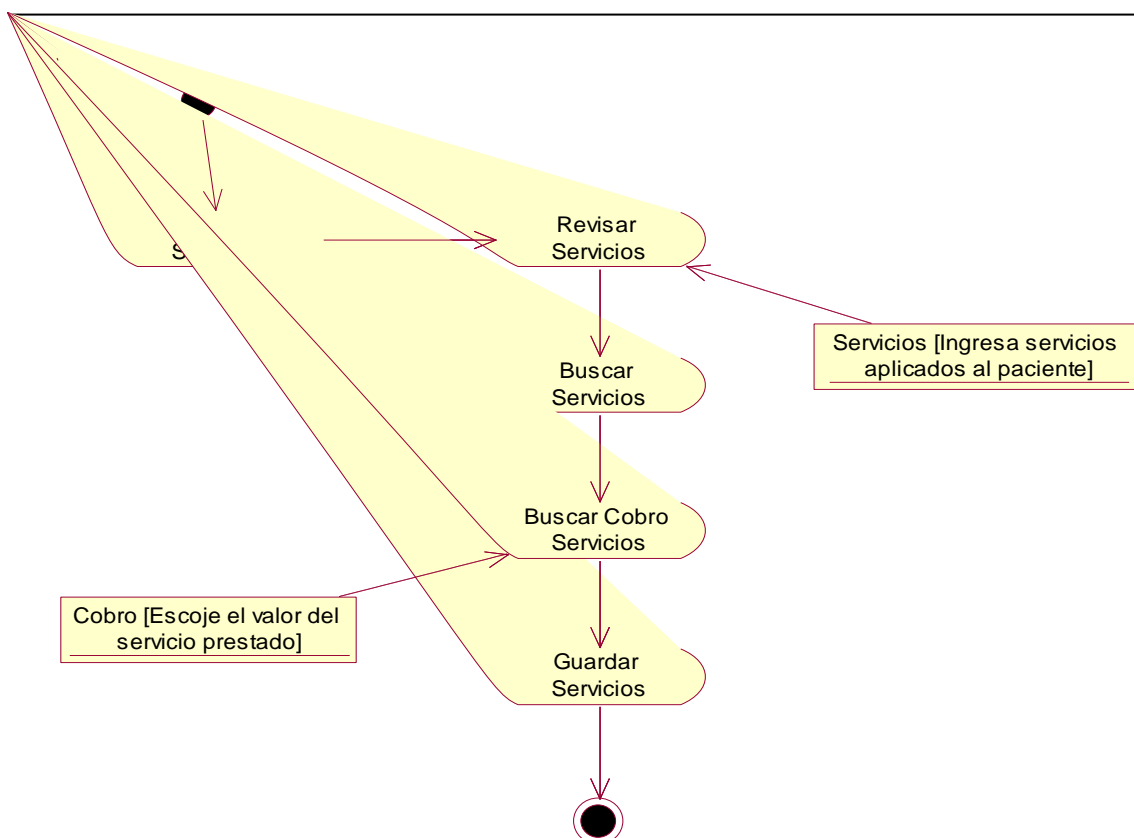 Revisar
Servicios
Servicios [Ingresa servicios
aplicados al paciente]
Buscar
Servicios
Buscar Cobro
Servicios
Cobro [Escoje el valor del
servicio prestado]
Guardar
Servicios